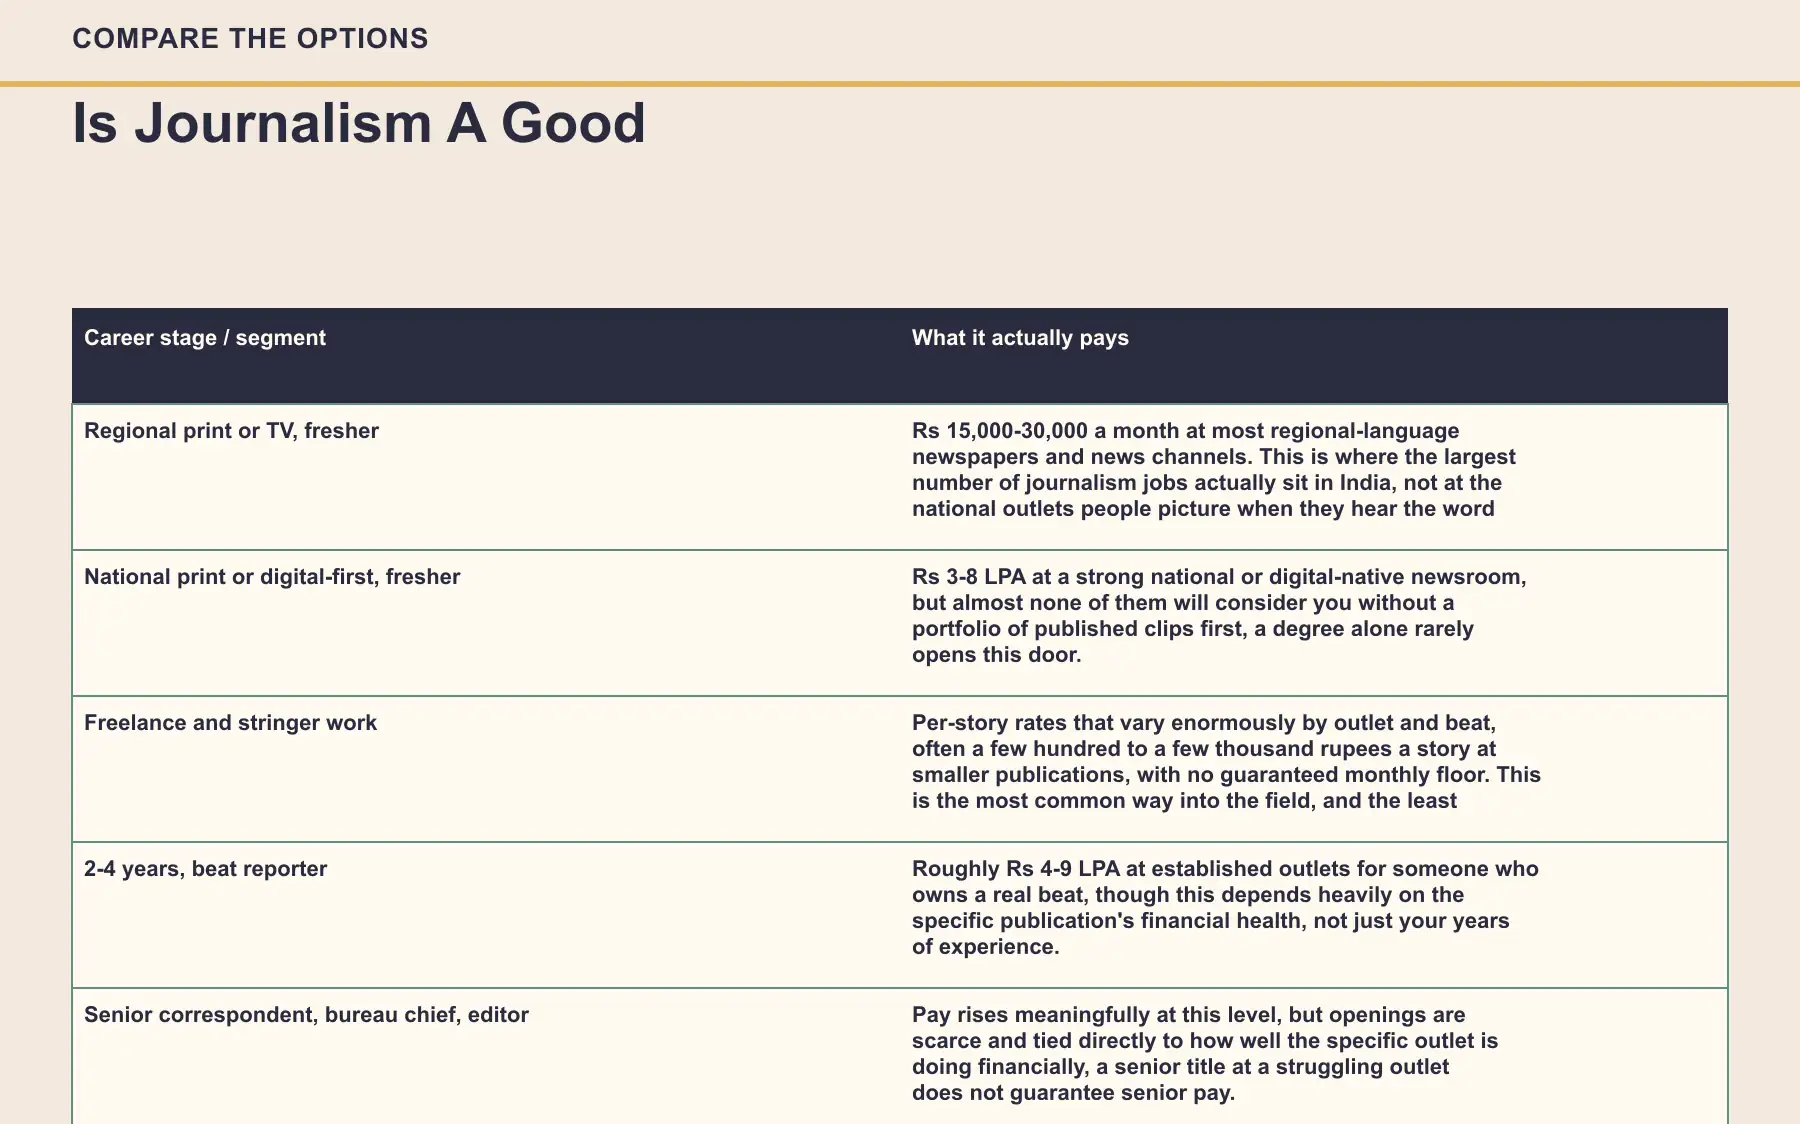 COMPARE THE OPTIONS
Is Journalism A Good
Career stage / segment
What it actually pays
Regional print or TV, fresher
Rs 15,000-30,000 a month at most regional-language
newspapers and news channels. This is where the largest
number of journalism jobs actually sit in India, not at the
national outlets people picture when they hear the word
National print or digital-first, fresher
Rs 3-8 LPA at a strong national or digital-native newsroom,
but almost none of them will consider you without a
portfolio of published clips first, a degree alone rarely
opens this door.
Freelance and stringer work
Per-story rates that vary enormously by outlet and beat,
often a few hundred to a few thousand rupees a story at
smaller publications, with no guaranteed monthly floor. This
is the most common way into the field, and the least
2-4 years, beat reporter
Roughly Rs 4-9 LPA at established outlets for someone who
owns a real beat, though this depends heavily on the
specific publication's financial health, not just your years
of experience.
Senior correspondent, bureau chief, editor
Pay rises meaningfully at this level, but openings are
scarce and tied directly to how well the specific outlet is
doing financially, a senior title at a struggling outlet
does not guarantee senior pay.